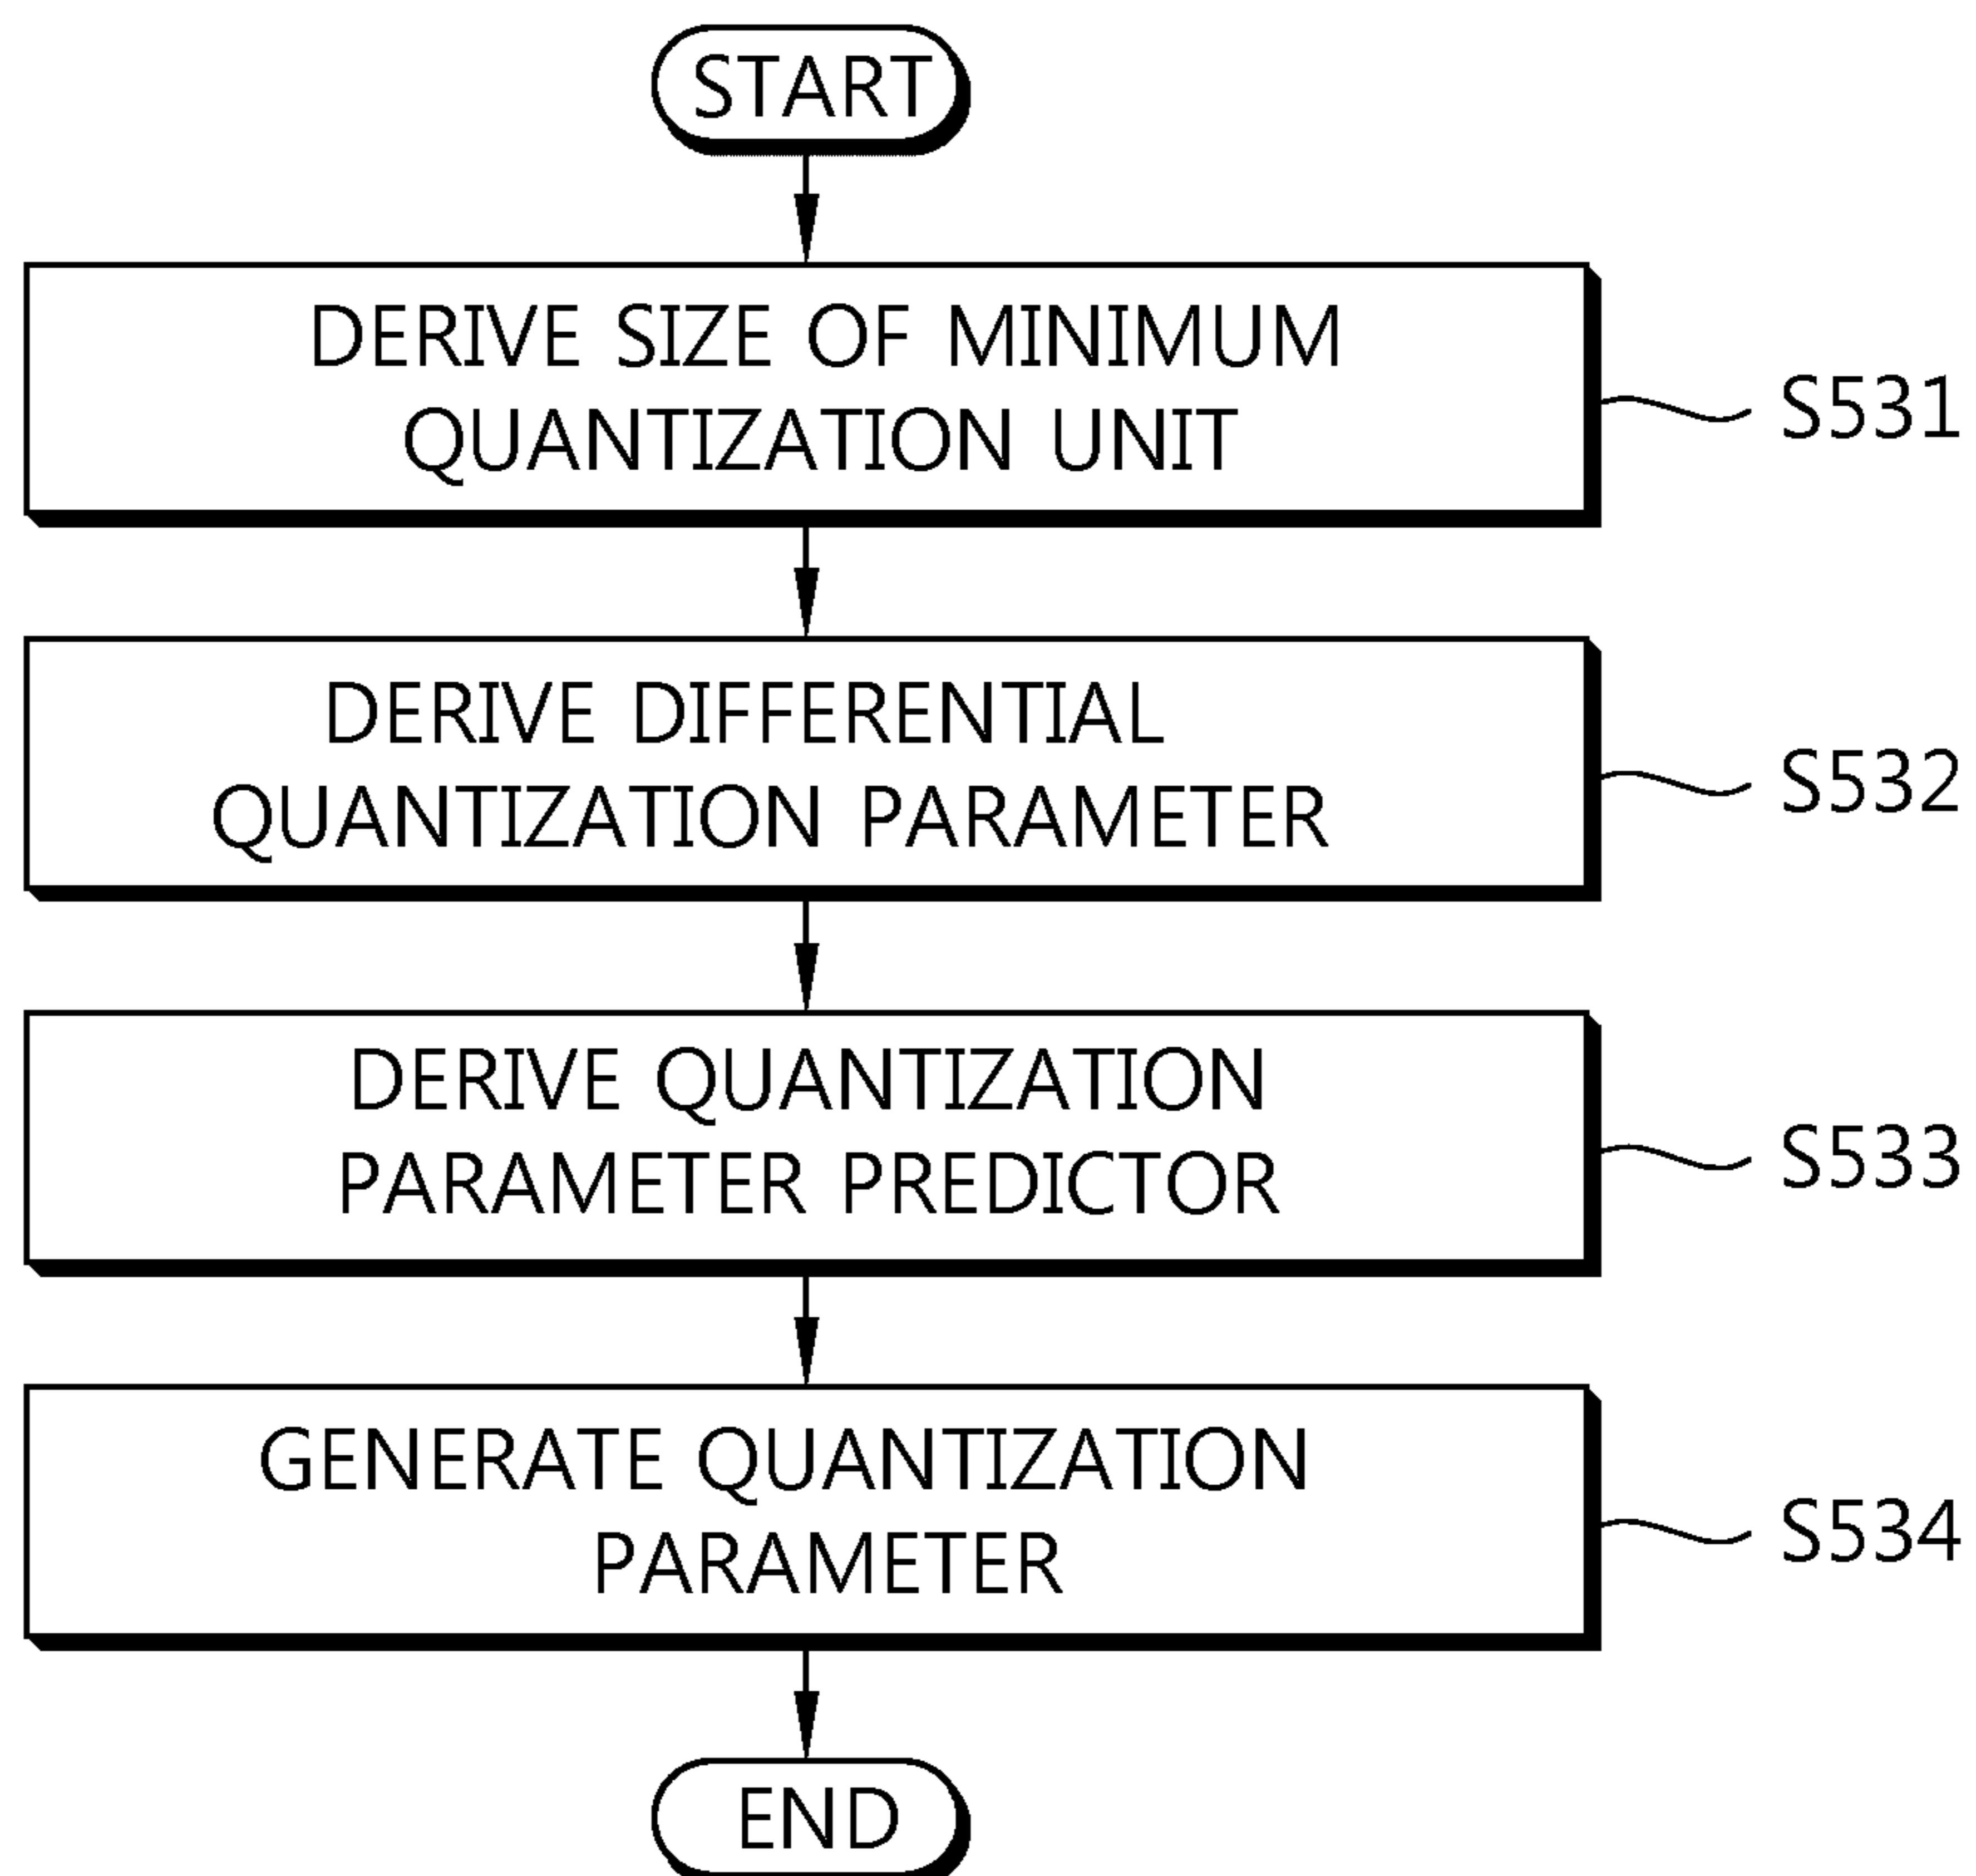 START
DERIVE SIZE OF MINIMUM
QUANTIZATION UNIT
S531
DERIVE DIFFERENTIAL
QUANTIZATION PARAMETER
S532
DERIVE QUANTIZATION
PARAMETER PREDICTOR
S533
GENERATE QUANTIZATION
PARAMETER
S534
END